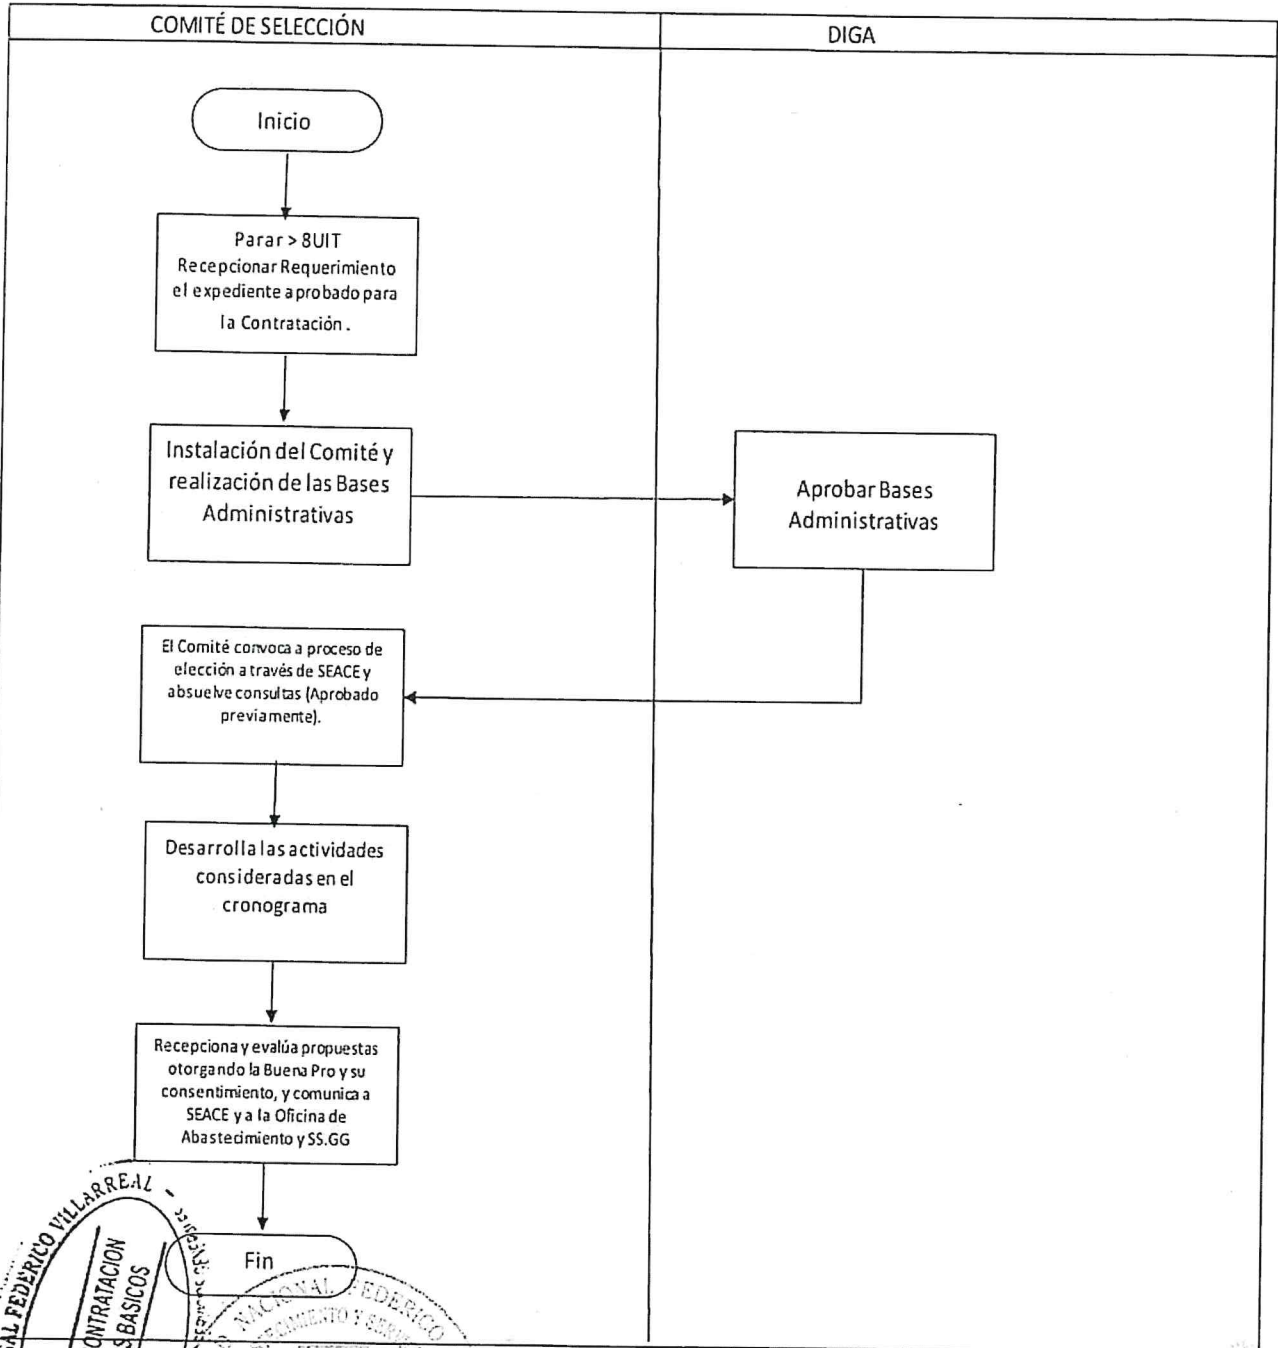 COMITÉ DE SELECCIÓN
DIGA
Inicio
Parar > 8UIT
Recepcionar Requerimiento
el expediente aprobado para
la Contratación.
Instalación del Comité y
realización de las Bases
Administrativas
Aprobar Bases
Administrativas
El Comité convoca a proceso de
elección a través de SEACE y
absuelve consultas (Aprobado
previamente).
Desarrolla las actividades
consideradas en el
cronograma
Recepciona y evalúa propuestas
otorgando la Buena Pro y su
consentimiento, y comunica a
SEACE y a la Oficina de
Abastecimiento y SS.GG
Fin
FEDERICO VILLARREAL -
ONTRATACION
S BASICOS
NACIONAL FEDERICO
CIMIENTO Y